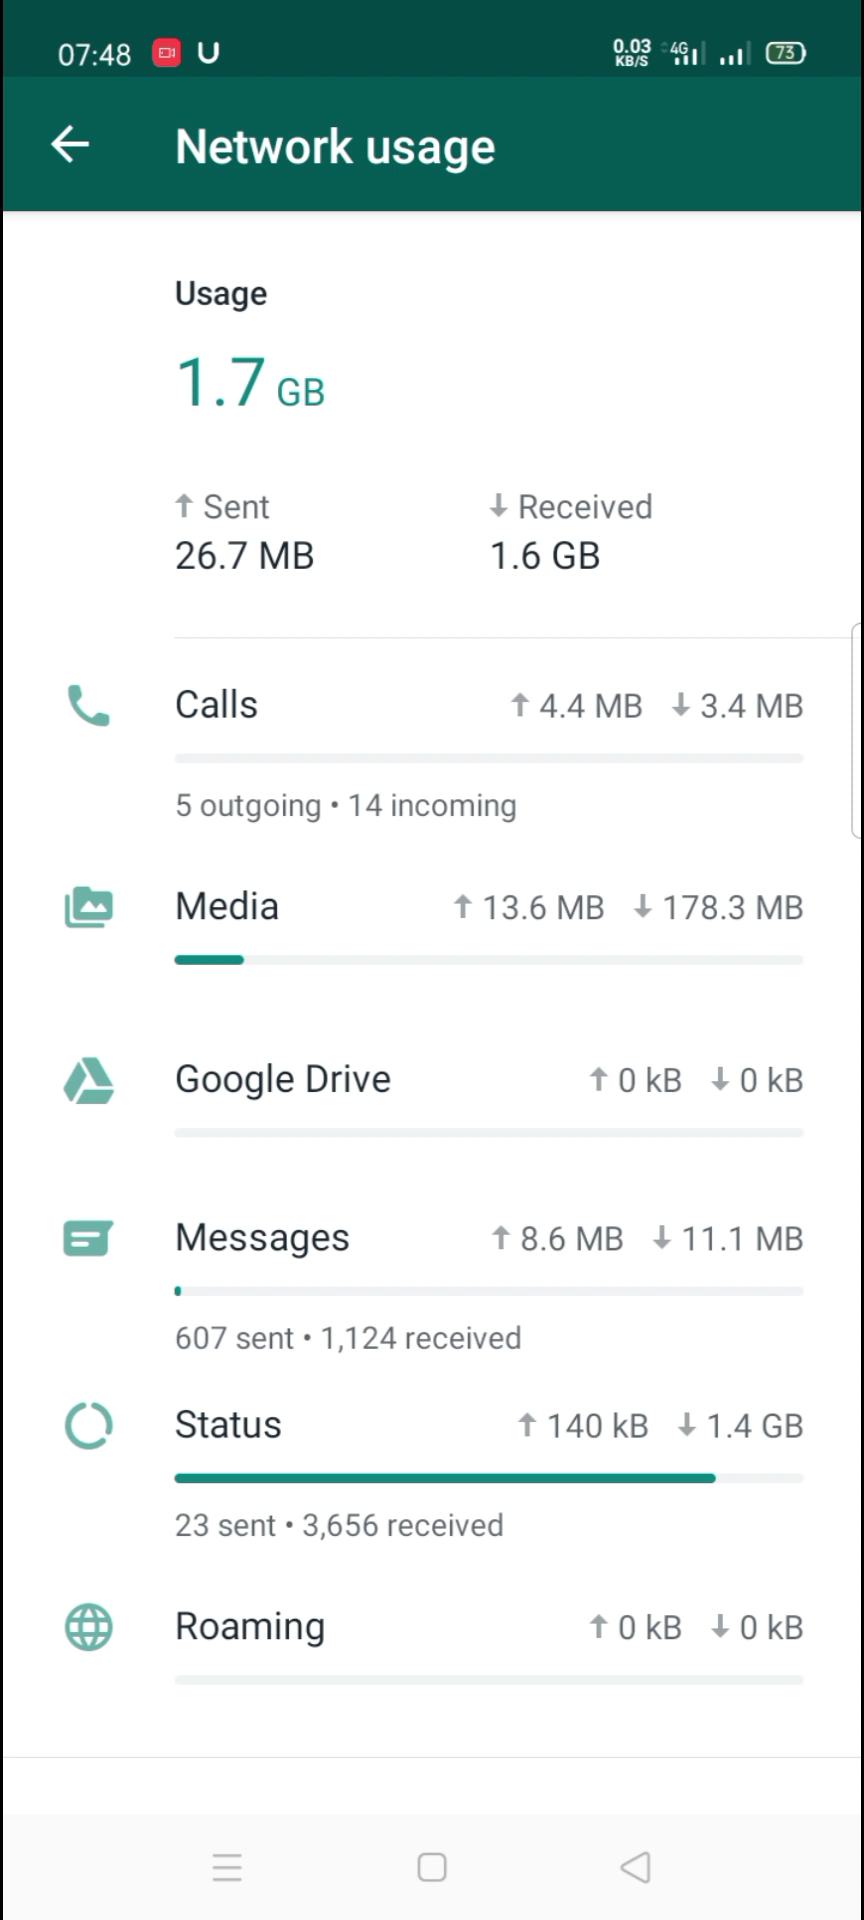 07:48 U 0.03 KB/S 4G 73
Network usage
Usage
1.7 GB
↑ Sent ↓ Received
26.7 MB 1.6 GB
Calls ↑ 4.4 MB ↓ 3.4 MB
5 outgoing • 14 incoming
Media ↑ 13.6 MB ↓ 178.3 MB
Google Drive ↑ 0 kB ↓ 0 kB
Messages ↑ 8.6 MB ↓ 11.1 MB
607 sent • 1,124 received
Status ↑ 140 kB ↓ 1.4 GB
23 sent • 3,656 received
Roaming ↑ 0 kB ↓ 0 kB